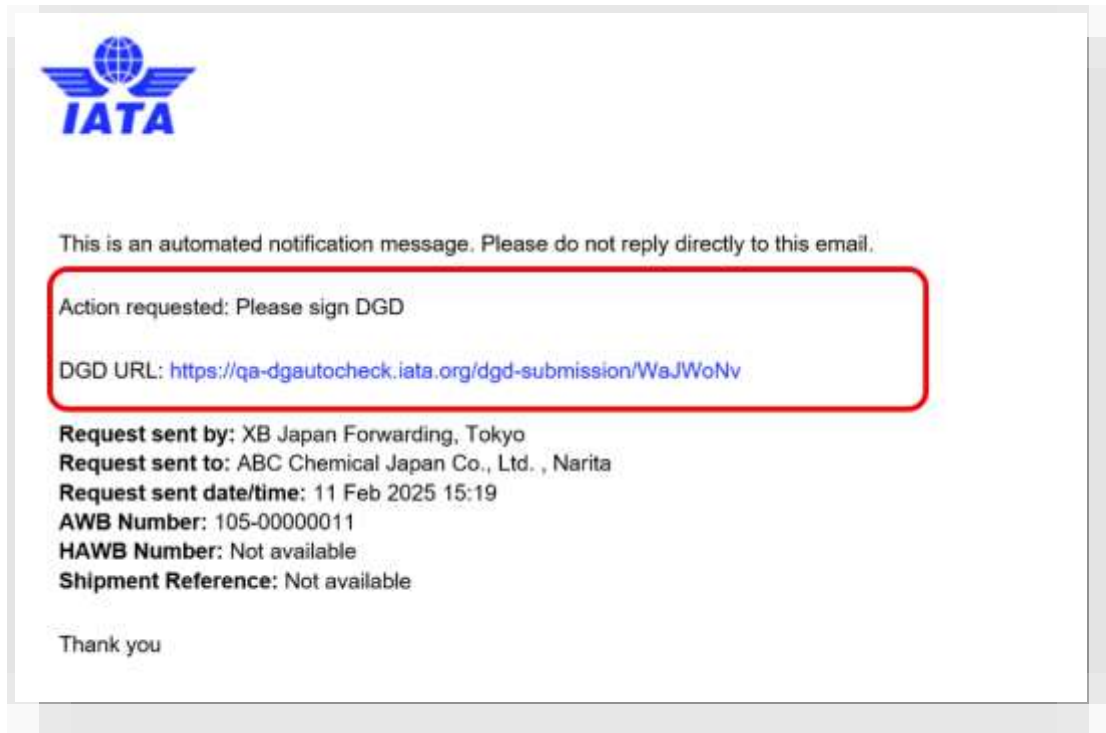 IATA
This is an automated notification message. Please do not reply directly to this email.
Action requested: Please sign DGD
DGD URL: https://qa-dgautocheck.iata.org/dgd-submission/WaJWoNv
Request sent by: XB Japan Forwarding, Tokyo
Request sent to: ABC Chemical Japan Co., Ltd. , Narita
Request sent date/time: 11 Feb 2025 15:19
AWB Number: 105-00000011
HAWB Number: Not available
Shipment Reference: Not available
Thank you